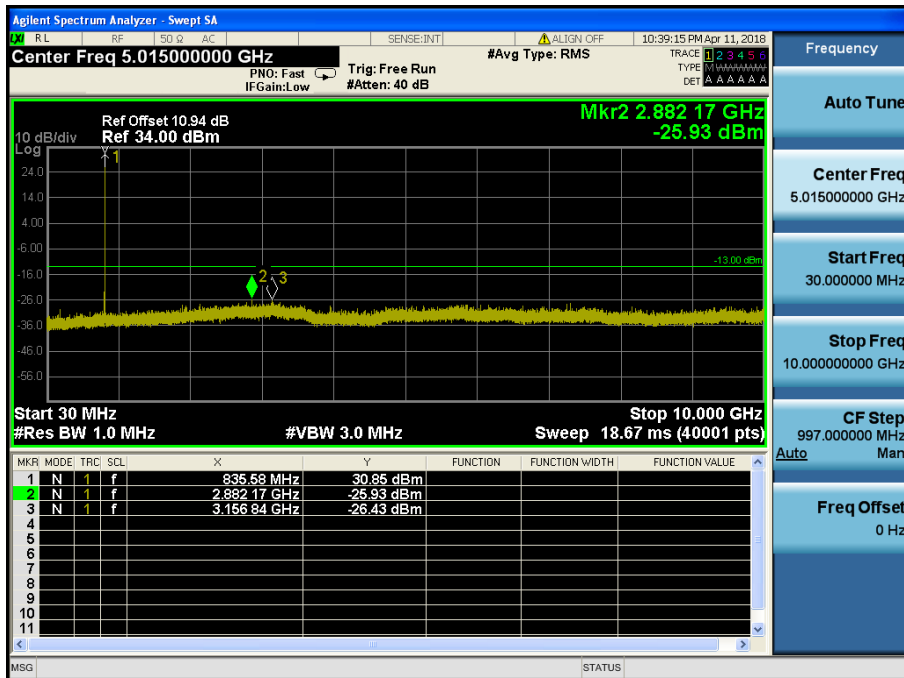 Agilent Spectrum Analyzer - Swept SA
LXI RL RF 50 Ω AC SENSE:INT ALIGN OFF 10:39:15 PM Apr 11, 2018
Center Freq 5.015000000 GHz #Avg Type: RMS TRACE 1 2 3 4 5 6
PNO: Fast Trig: Free Run TYPE M W W W W W
IFGain:Low #Atten: 40 dB DET A A A A A A
Mkr2 2.882 17 GHz
-25.93 dBm
Ref Offset 10.94 dB
10 dB/div Ref 34.00 dBm
Log
1
24.0
14.0
4.00
-6.00
-13.00 dBm
-16.0
2 3
-26.0
-36.0
-46.0
-56.0
Start 30 MHz Stop 10.000 GHz
#Res BW 1.0 MHz #VBW 3.0 MHz Sweep 18.67 ms (40001 pts)
MKR MODE TRC SCL X Y FUNCTION FUNCTION WIDTH FUNCTION VALUE
1 N 1 f 835.58 MHz 30.85 dBm
2 N 1 f 2.882 17 GHz -25.93 dBm
3 N 1 f 3.156 84 GHz -26.43 dBm
4
5
6
7
8
9
10
11
MSG STATUS
Frequency
Auto Tune
Center Freq
5.015000000 GHz
Start Freq
30.000000 MHz
Stop Freq
10.000000000 GHz
CF Step
997.000000 MHz
Auto Man
Freq Offset
0 Hz